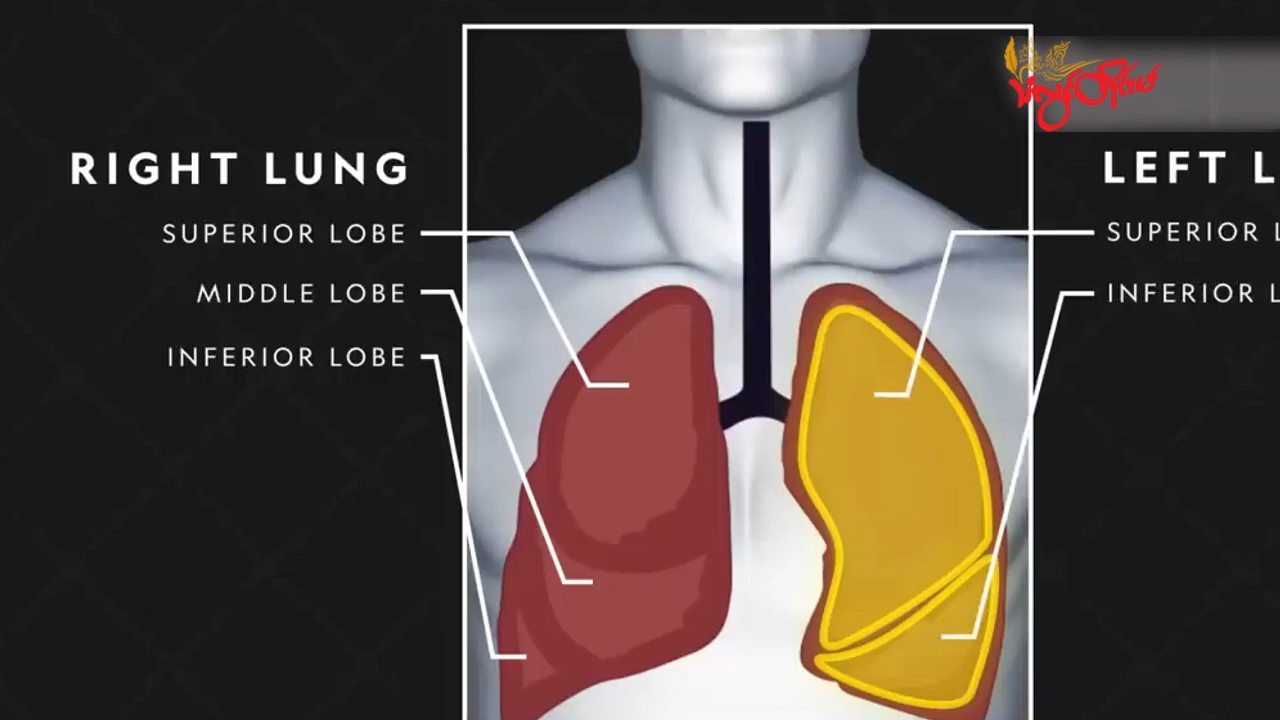 RIGHT LUNG
SUPERIOR LOBE
MIDDLE LOBE
INFERIOR LOBE
LEFT L
SUPERIOR L
INFERIOR L